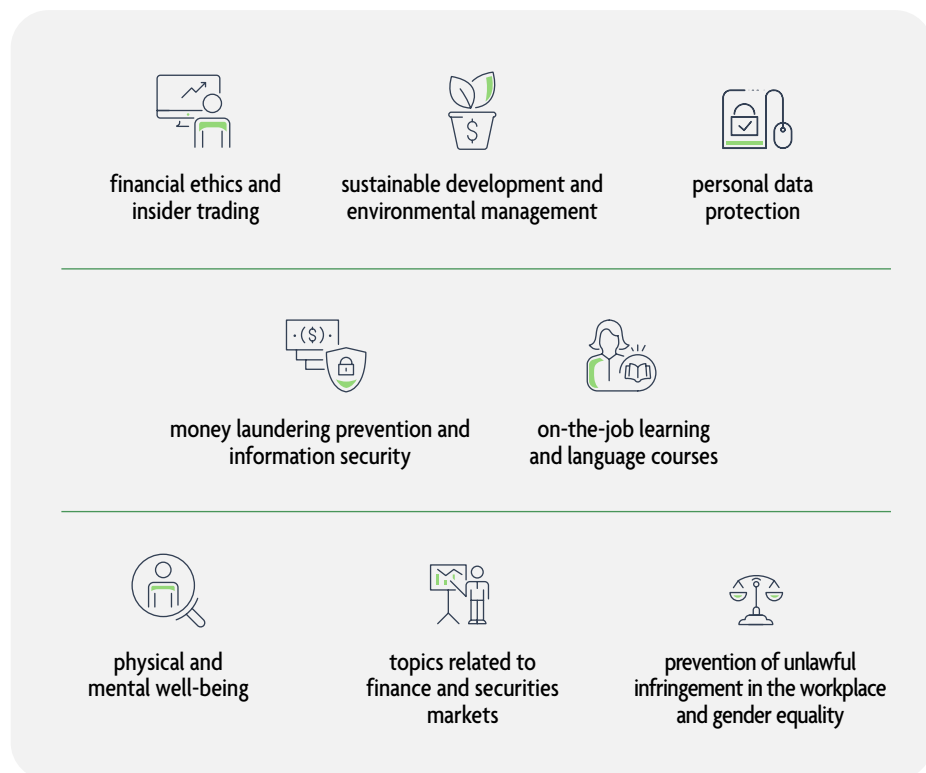 financial ethics and
insider trading
sustainable development and
environmental management
personal data
protection
$
($)
money laundering prevention and
information security
on-the-job learning
and language courses
physical and
mental well-being
topics related to
finance and securities
markets
prevention of unlawful
infringement in the workplace
and gender equality